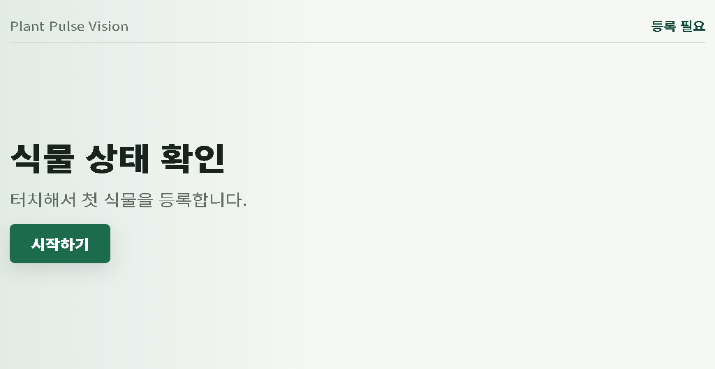 Plant Pulse Vision
등록 필요
식물 상태 확인
터치해서 첫 식물을 등록합니다.
시작하기